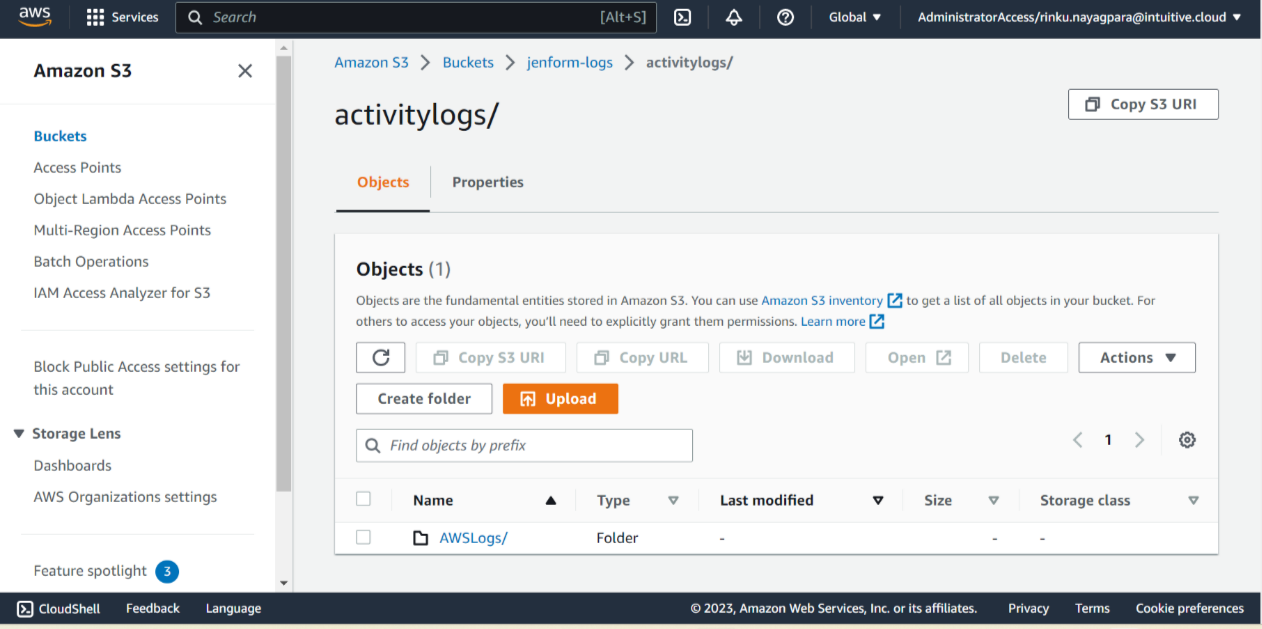 aws Services Search [Alt+S] Global AdministratorAccess/rinku.nayagpara@intuitive.cloud
Amazon S3
Buckets
Access Points
Object Lambda Access Points
Multi-Region Access Points
Batch Operations
IAM Access Analyzer for S3
Block Public Access settings for
this account
Storage Lens
Dashboards
AWS Organizations settings
Feature spotlight 3
Amazon S3 > Buckets > jenform-logs > activitylogs/
activitylogs/
Copy S3 URI
Objects Properties
Objects (1)
Objects are the fundamental entities stored in Amazon S3. You can use Amazon S3 inventory to get a list of all objects in your bucket. For
others to access your objects, you'll need to explicitly grant them permissions. Learn more
Copy S3 URI Copy URL Download Open Delete Actions
Create folder Upload
Find objects by prefix
1
Name Type Last modified Size Storage class
AWSLogs/ Folder - - -
CloudShell Feedback Language © 2023, Amazon Web Services, Inc. or its affiliates. Privacy Terms Cookie preferences